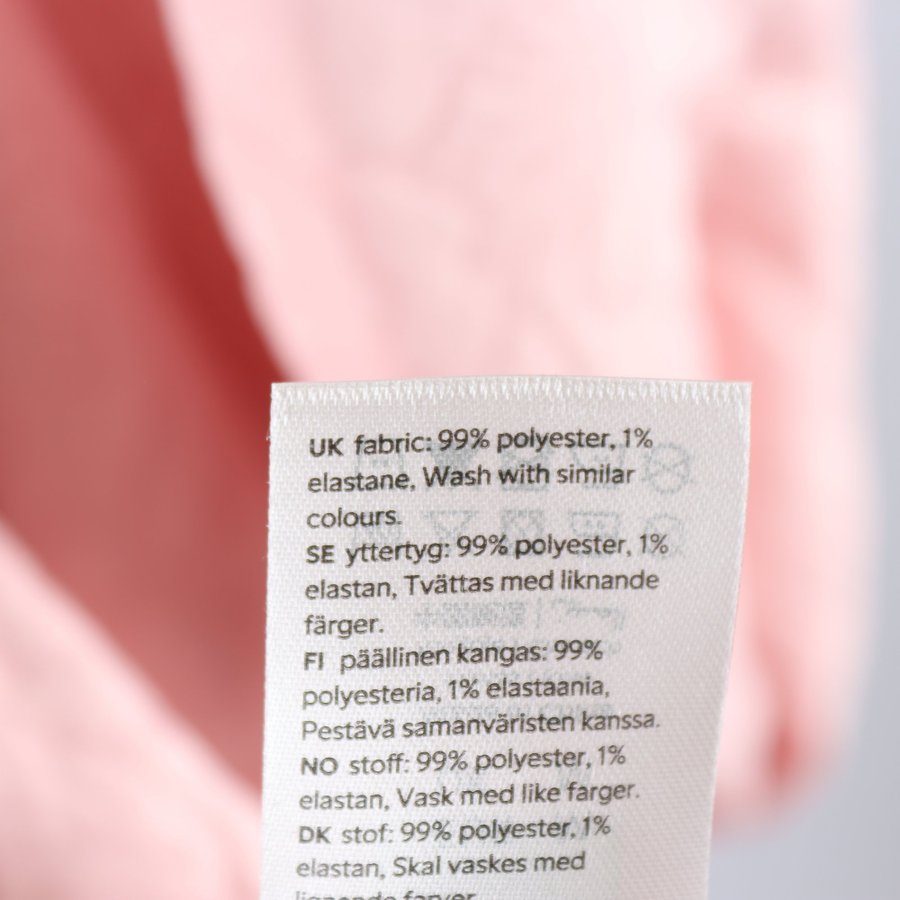 UK fabric: 99% polyester, 1%
elastane, Wash with similar
colours.
SE yttertyg: 99% polyester, 1%
elastan, Tvättas med liknande
färger.
FI päällinen kangas: 99%
polyesteria, 1% elastaania,
Pestävä samanväristen kanssa.
NO stoff: 99% polyester, 1%
elastan, Vask med like farger.
DK stof: 99% polyester, 1%
elastan, Skal vaskes med
lignende farver.